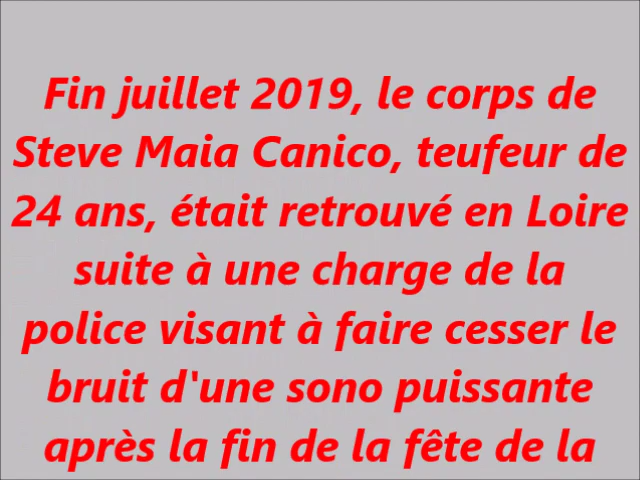 Fin juillet 2019, le corps de
Steve Maia Canico, teufeur de
24 ans, était retrouvé en Loire
suite à une charge de la
police visant à faire cesser le
bruit d'une sono puissante
après la fin de la fête de la